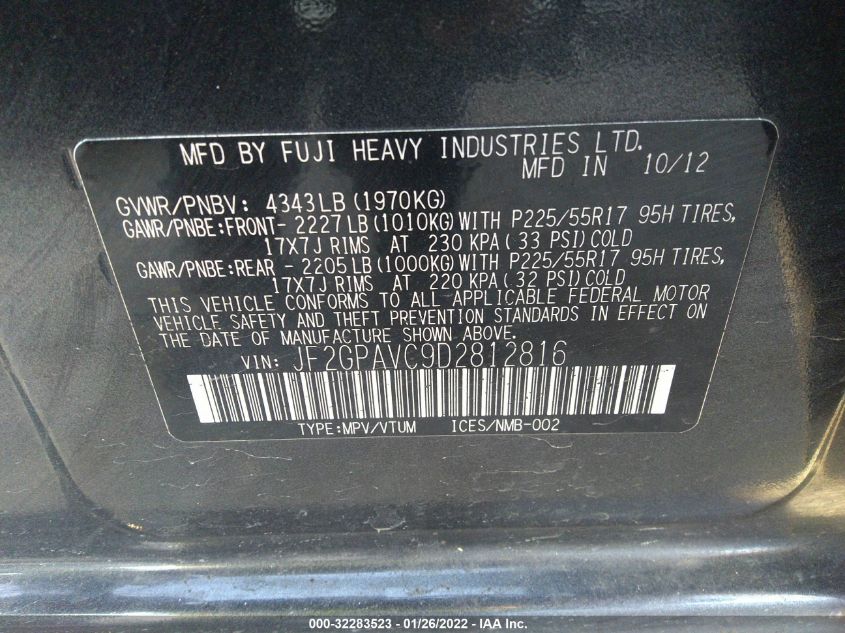 MFD BY FUJI HEAVY INDUSTRIES LTD.
MFD IN 10/12
GVWR/PNBV: 4343LB(1970KG)
GAWR/PNBE:FRONT- 2227LB(1010KG)WITH P225/55R17 95H TIRES,
17X7J RIMS AT 230 KPA( 33 PSI)COLD
GAWR/PNBE:REAR - 2205LB(1000KG)WITH P225/55R17 95H TIRES,
17X7J RIMS AT 220 KPA( 32 PSI)COLD
THIS VEHICLE CONFORMS TO ALL APPLICABLE FEDERAL MOTOR
VEHICLE SAFETY AND THEFT PREVENTION STANDARDS IN EFFECT ON
THE DATE OF MANUFACTURE SHOWN ABOVE.
VIN: JF2GPAVC9D2812816
TYPE:MPV/VTUM ICES/NMB-002
000-32283523 - 01/26/2022 - IAA Inc.